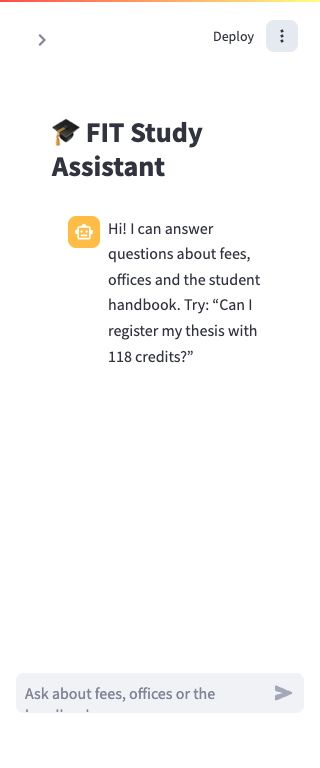 Deploy
🎓 FIT Study
Assistant
Hi! I can answer
questions about fees,
offices and the student
handbook. Try: “Can I
register my thesis with
118 credits?”
Ask about fees, offices or the